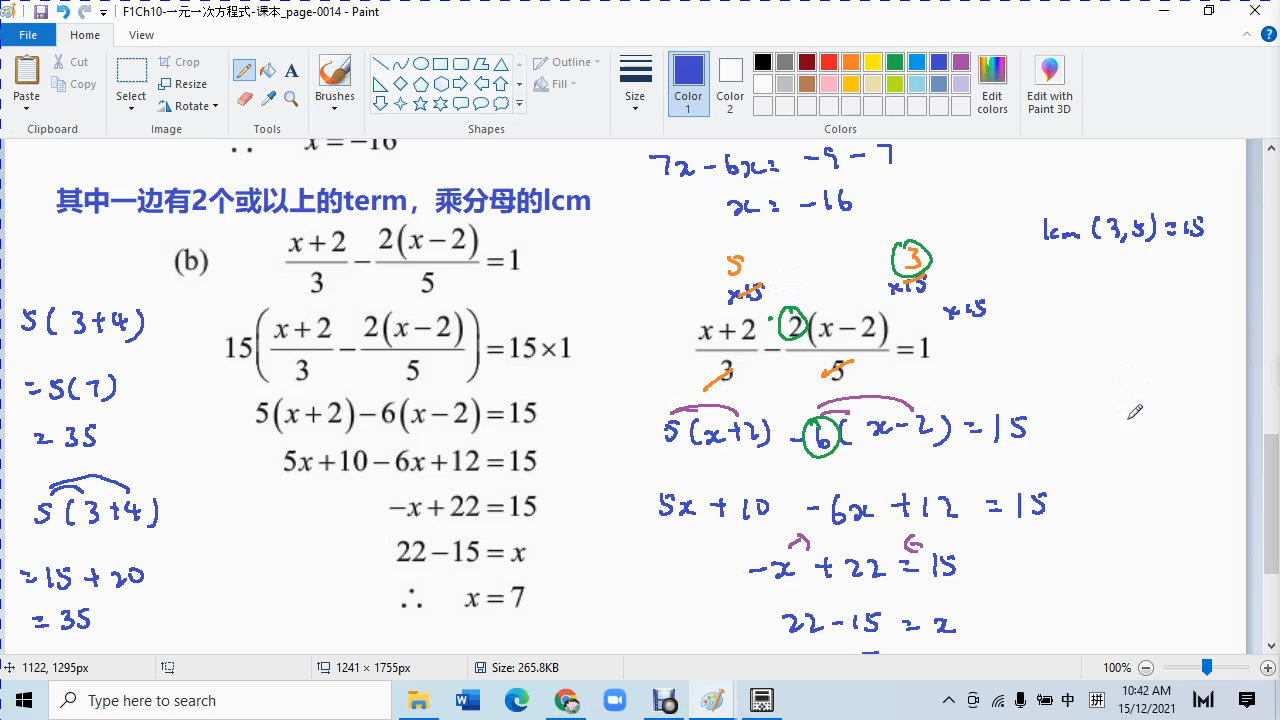 F1Ch10-一元一次方程式-课本_page-0014 - Paint
File Home View
Paste Cut Copy Clipboard
Select Crop Resize Rotate Image
Tools
Brushes
Outline Fill Shapes
Size
Color 1 Color 2
Edit colors Edit with Paint 3D Colors
∴ x = −16
其中一边有2个或以上的term，乘分母的lcm
(b) (x+2)/3 − 2(x−2)/5 = 1
15((x+2)/3 − 2(x−2)/5) = 15×1
5(x+2)−6(x−2)=15
5x+10−6x+12=15
−x+22=15
22−15=x
∴ x=7
5(3+4)
=5(7)
=35
5(3+4)
=15+20
=35
7x-6x= -9-7
x= -16
lcm (3,5)=15
5 3
x15 x15 x15
(x+2)/3 − 2(x−2)/5 = 1
5(x+2) -6(x-2)=15
5x+10 -6x+12 =15
-x +22 =15
22-15 =x
1122, 1295px 1241 × 1755px Size: 265.8KB 100%
Type here to search
中 拼 10:42 AM
15/12/2021